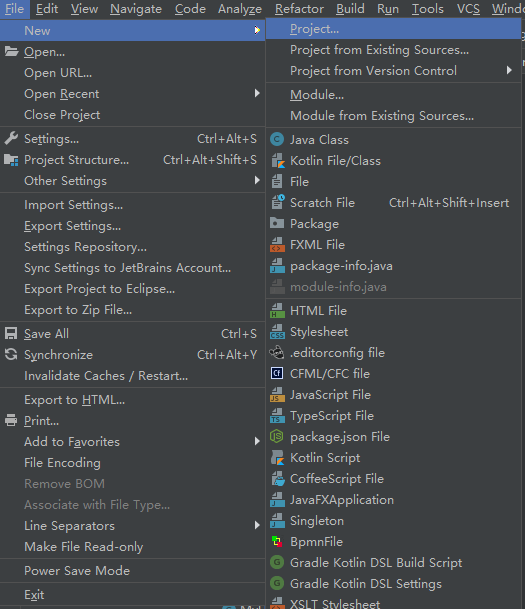 File Edit View Navigate Code Analyze Refactor Build Run Tools VCS
New
Open...
Open URL...
Open Recent
Close Project
Settings... Ctrl+Alt+S
Project Structure... Ctrl+Alt+Shift+S
Other Settings
Import Settings...
Export Settings...
Settings Repository...
Sync Settings to JetBrains Account...
Export Project to Eclipse...
Export to Zip File...
Save All Ctrl+S
Synchronize Ctrl+Alt+Y
Invalidate Caches / Restart...
Export to HTML...
Print...
Add to Favorites
File Encoding
Remove BOM
Associate with File Type...
Line Separators
Make File Read-only
Power Save Mode
Exit
Project...
Project from Existing Sources...
Project from Version Control
Module...
Module from Existing Sources...
Java Class
Kotlin File/Class
File
Scratch File Ctrl+Alt+Shift+Insert
Package
FXML File
package-info.java
module-info.java
HTML File
Stylesheet
.editorconfig file
CFML/CFC file
JavaScript File
TypeScript File
package.json File
Kotlin Script
CoffeeScript File
JavaFXApplication
Singleton
BpmnFile
Gradle Kotlin DSL Build Script
Gradle Kotlin DSL Settings
XSLT Stylesheet